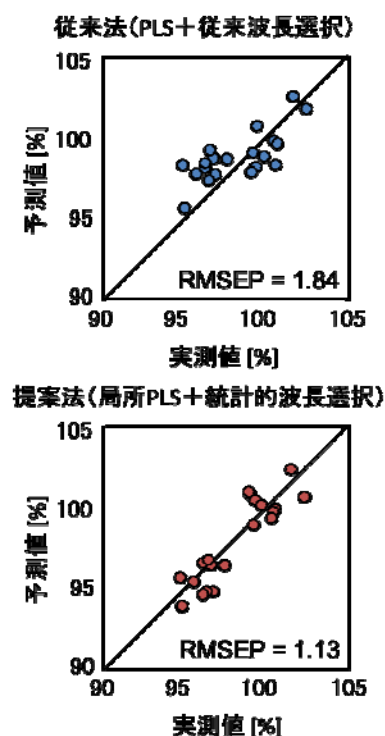 従来法(PLS+従来波長選択)
105
100
95
90
予測値 [%]
RMSEP = 1.84
90 95 100 105
実測値 [%]
提案法(局所PLS+統計的波長選択)
105
100
95
90
予測値 [%]
RMSEP = 1.13
90 95 100 105
実測値 [%]